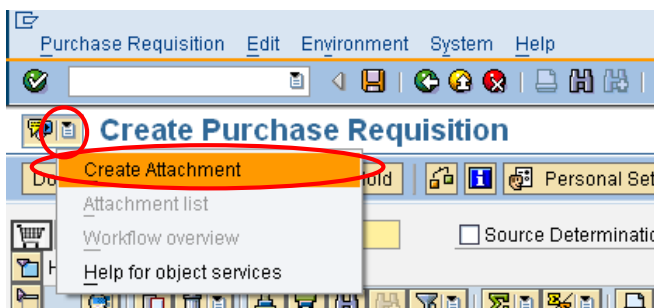 Purchase Requisition Edit Environment System Help
Create Purchase Requisition
Create Attachment
Personal Set
Attachment list
Workflow overview
Source Determinatio
Help for object services